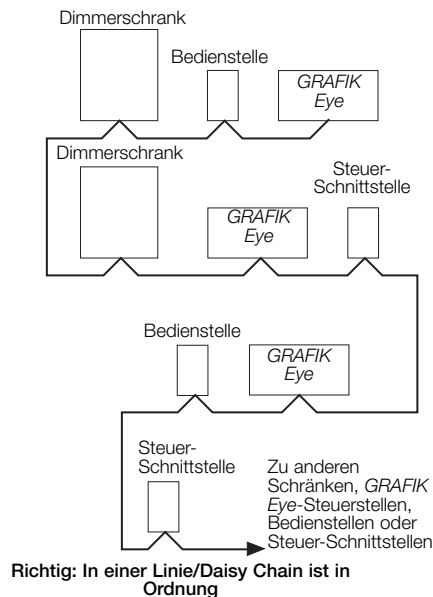 Dimmerschrank
Bedienstelle
GRAFIK
Eye
Dimmerschrank
GRAFIK
Eye
Steuer-
Schnittstelle
Bedienstelle
GRAFIK
Eye
Steuer-
Schnittstelle
Zu anderen
Schränken, GRAFIK
Eye-Steuerstellen,
Bedienstellen oder
Steuer-Schnittstellen
Richtig: In einer Linie/Daisy Chain ist in
Ordnung